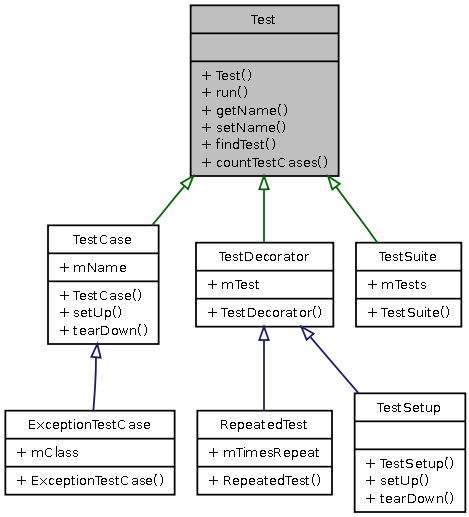 Test
+ Test()
+ run()
+ getName()
+ setName()
+ findTest()
+ countTestCases()
TestCase
+ mName
+ TestCase()
+ setUp()
+ tearDown()
TestDecorator
+ mTest
+ TestDecorator()
TestSuite
+ mTests
+ TestSuite()
ExceptionTestCase
+ mClass
+ ExceptionTestCase()
RepeatedTest
+ mTimesRepeat
+ RepeatedTest()
TestSetup
+ TestSetup()
+ setUp()
+ tearDown()